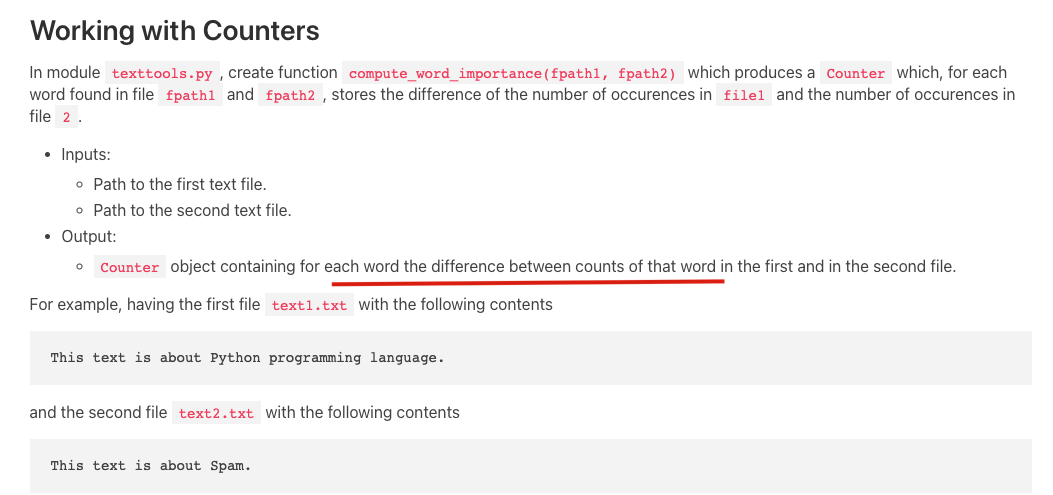 Working with Counters
In module texttools.py , create function compute_word_importance(fpath1, fpath2) which produces a Counter which, for each
word found in file fpath1 and fpath2 , stores the difference of the number of occurences in file1 and the number of occurences in
file 2 .
• Inputs:
◦ Path to the first text file.
◦ Path to the second text file.
• Output:
◦ Counter object containing for each word the difference between counts of that word in the first and in the second file.
For example, having the first file text1.txt with the following contents
This text is about Python programming language.
and the second file text2.txt with the following contents
This text is about Spam.